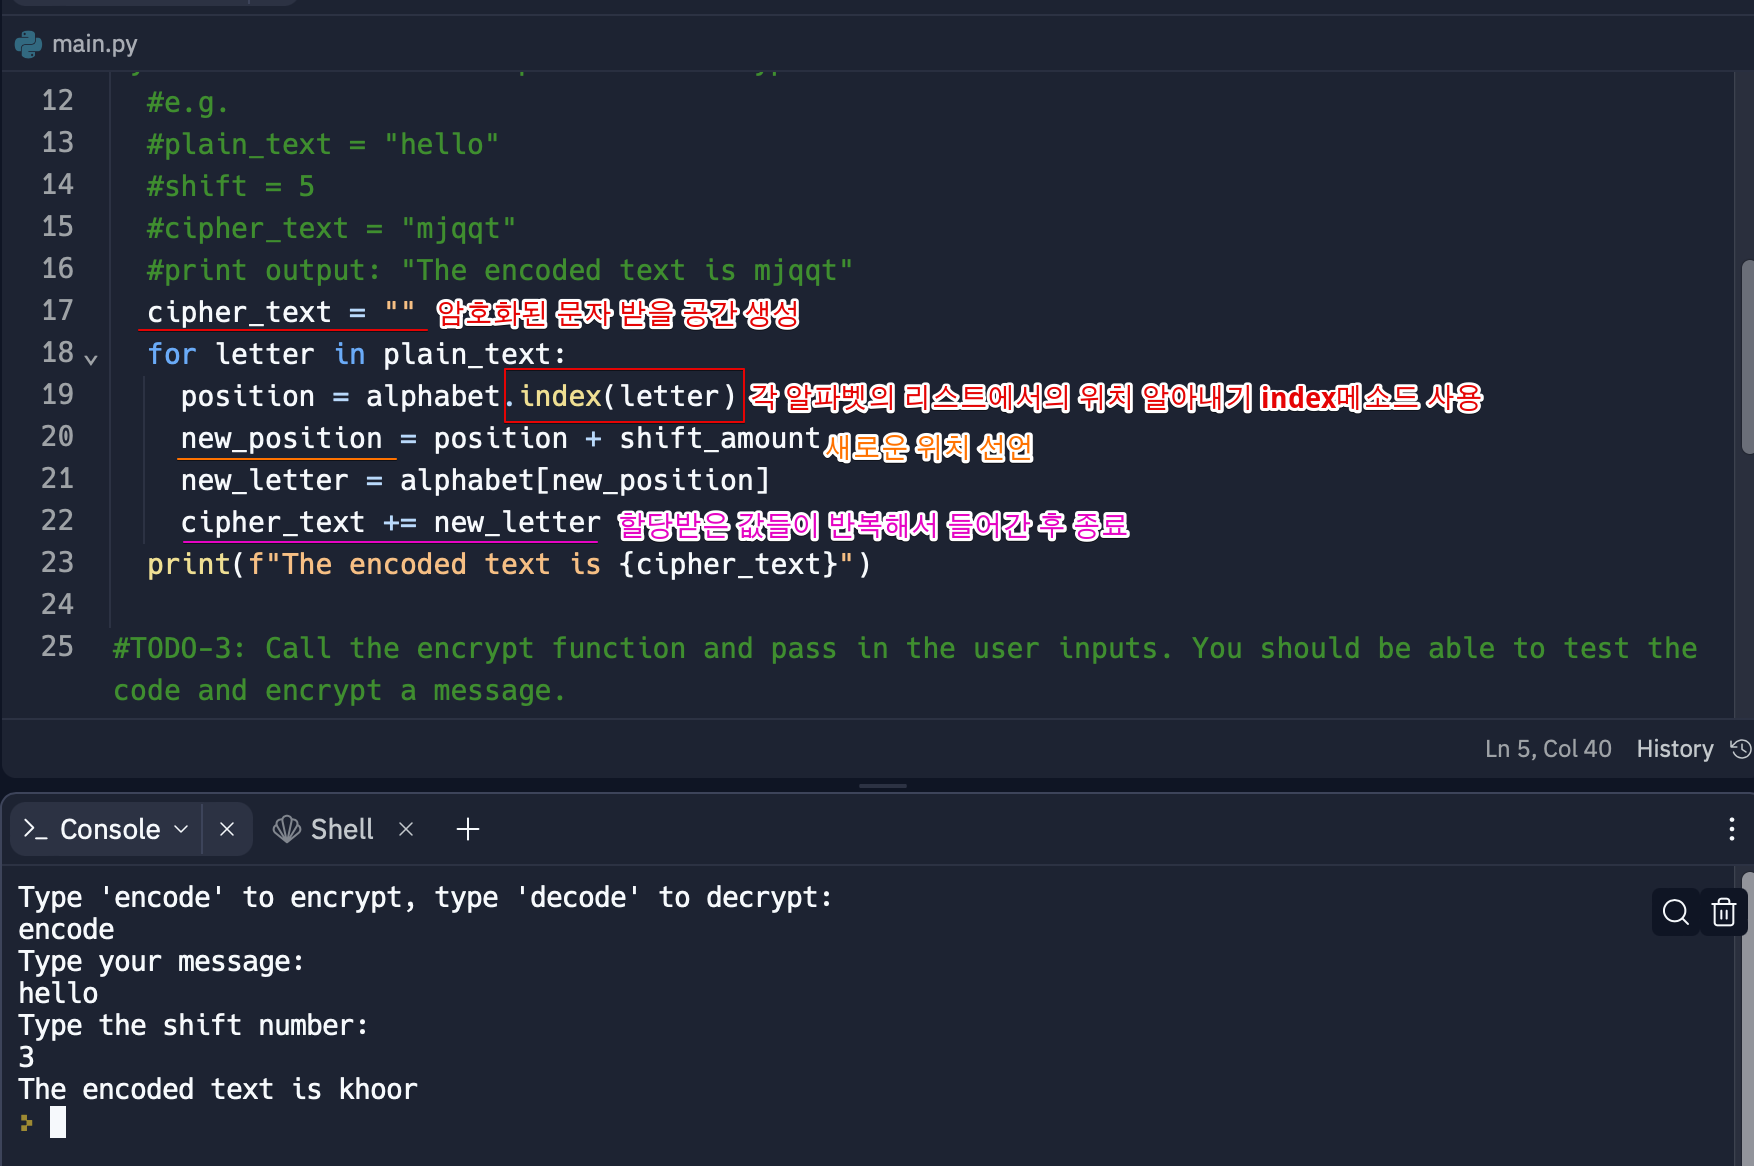 main.py
12 #e.g.
13 #plain_text = "hello"
14 #shift = 5
15 #cipher_text = "mjqqt"
16 #print output: "The encoded text is mjqqt"
17 cipher_text = "" 암호화된 문자 받을 공간 생성
18 for letter in plain_text:
19 position = alphabet.index(letter) 각 알파벳의 리스트에서의 위치 알아내기 index메소드 사용
20 new_position = position + shift_amount 새로운 위치 선언
21 new_letter = alphabet[new_position]
22 cipher_text += new_letter 할당받은 값들이 반복해서 들어간 후 종료
23 print(f"The encoded text is {cipher_text}")
24
25 #TODO-3: Call the encrypt function and pass in the user inputs. You should be able to test the
code and encrypt a message.
Ln 5, Col 40 History
Console Shell
Type 'encode' to encrypt, type 'decode' to decrypt:
encode
Type your message:
hello
Type the shift number:
3
The encoded text is khoor